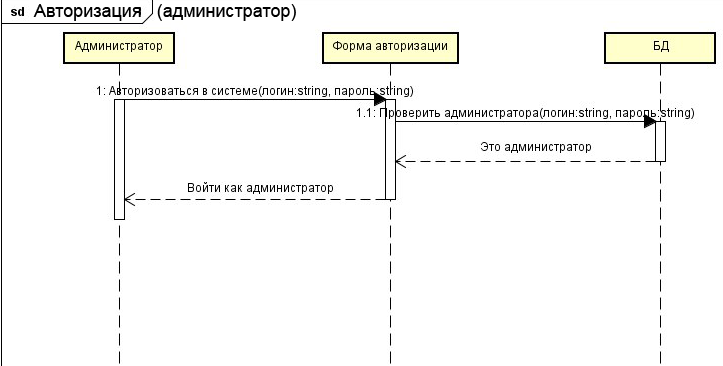 sd Авторизация (администратор)
Администратор
Форма авторизации
БД
1: Авторизоваться в системе(логин:string, пароль:string)
1.1: Проверить администратора(логин:string, пароль:string)
Это администратор
Войти как администратор